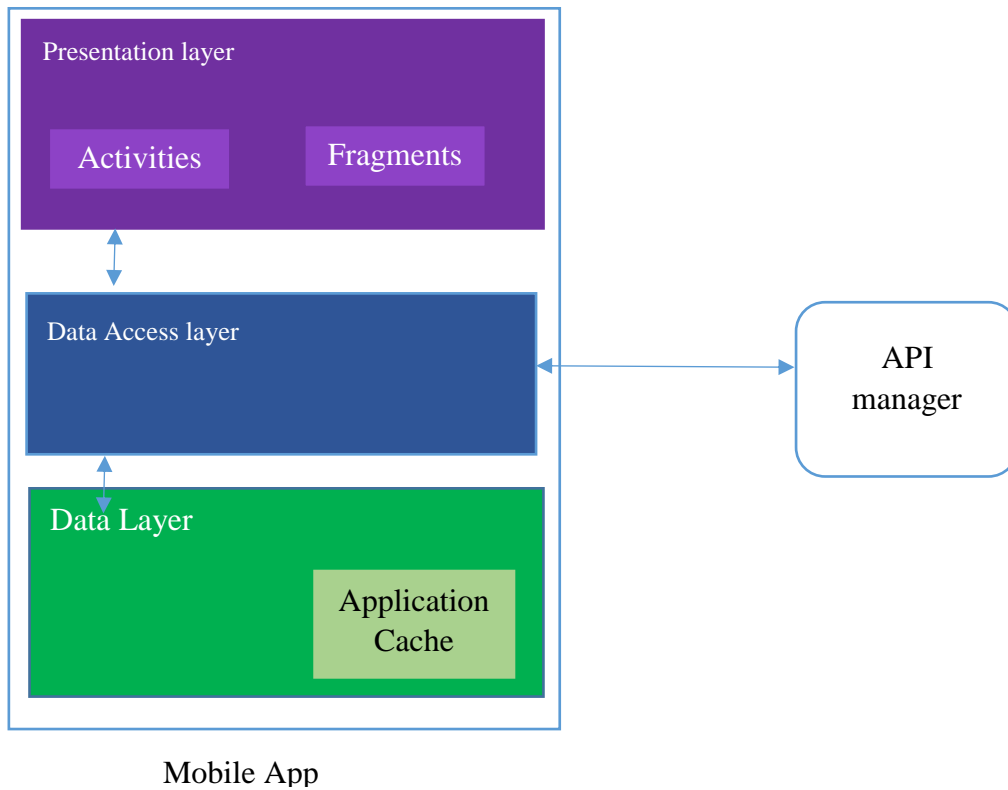 Presentation layer
Activities
Fragments
Data Access layer
API
manager
Data Layer
Application
Cache
Mobile App